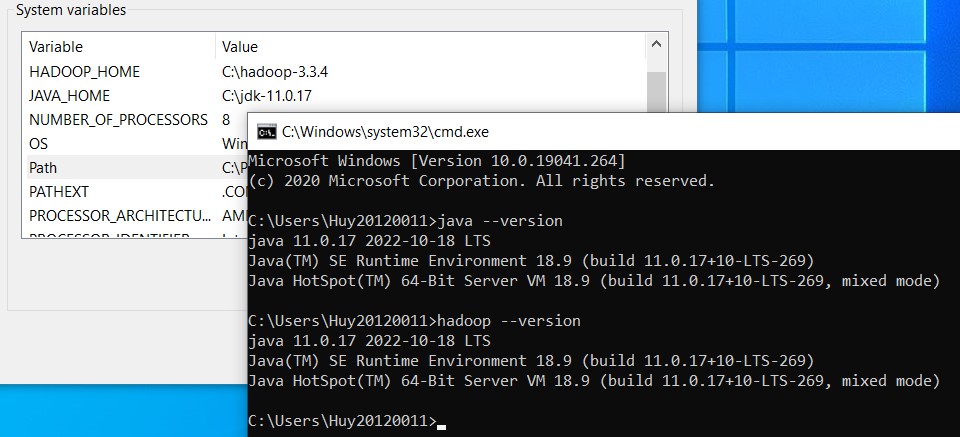 System variables
Variable Value
HADOOP_HOME C:\hadoop-3.3.4
JAVA_HOME C:\jdk-11.0.17
NUMBER_OF_PROCESSORS 8
OS Win
Path C:\P
PATHEXT .CO
PROCESSOR_ARCHITECTU... AM
PROCESSOR_IDENTIFIER
C:\Windows\system32\cmd.exe
Microsoft Windows [Version 10.0.19041.264]
(c) 2020 Microsoft Corporation. All rights reserved.
C:\Users\Huy20120011>java --version
java 11.0.17 2022-10-18 LTS
Java(TM) SE Runtime Environment 18.9 (build 11.0.17+10-LTS-269)
Java HotSpot(TM) 64-Bit Server VM 18.9 (build 11.0.17+10-LTS-269, mixed mode)
C:\Users\Huy20120011>hadoop --version
java 11.0.17 2022-10-18 LTS
Java(TM) SE Runtime Environment 18.9 (build 11.0.17+10-LTS-269)
Java HotSpot(TM) 64-Bit Server VM 18.9 (build 11.0.17+10-LTS-269, mixed mode)
C:\Users\Huy20120011>